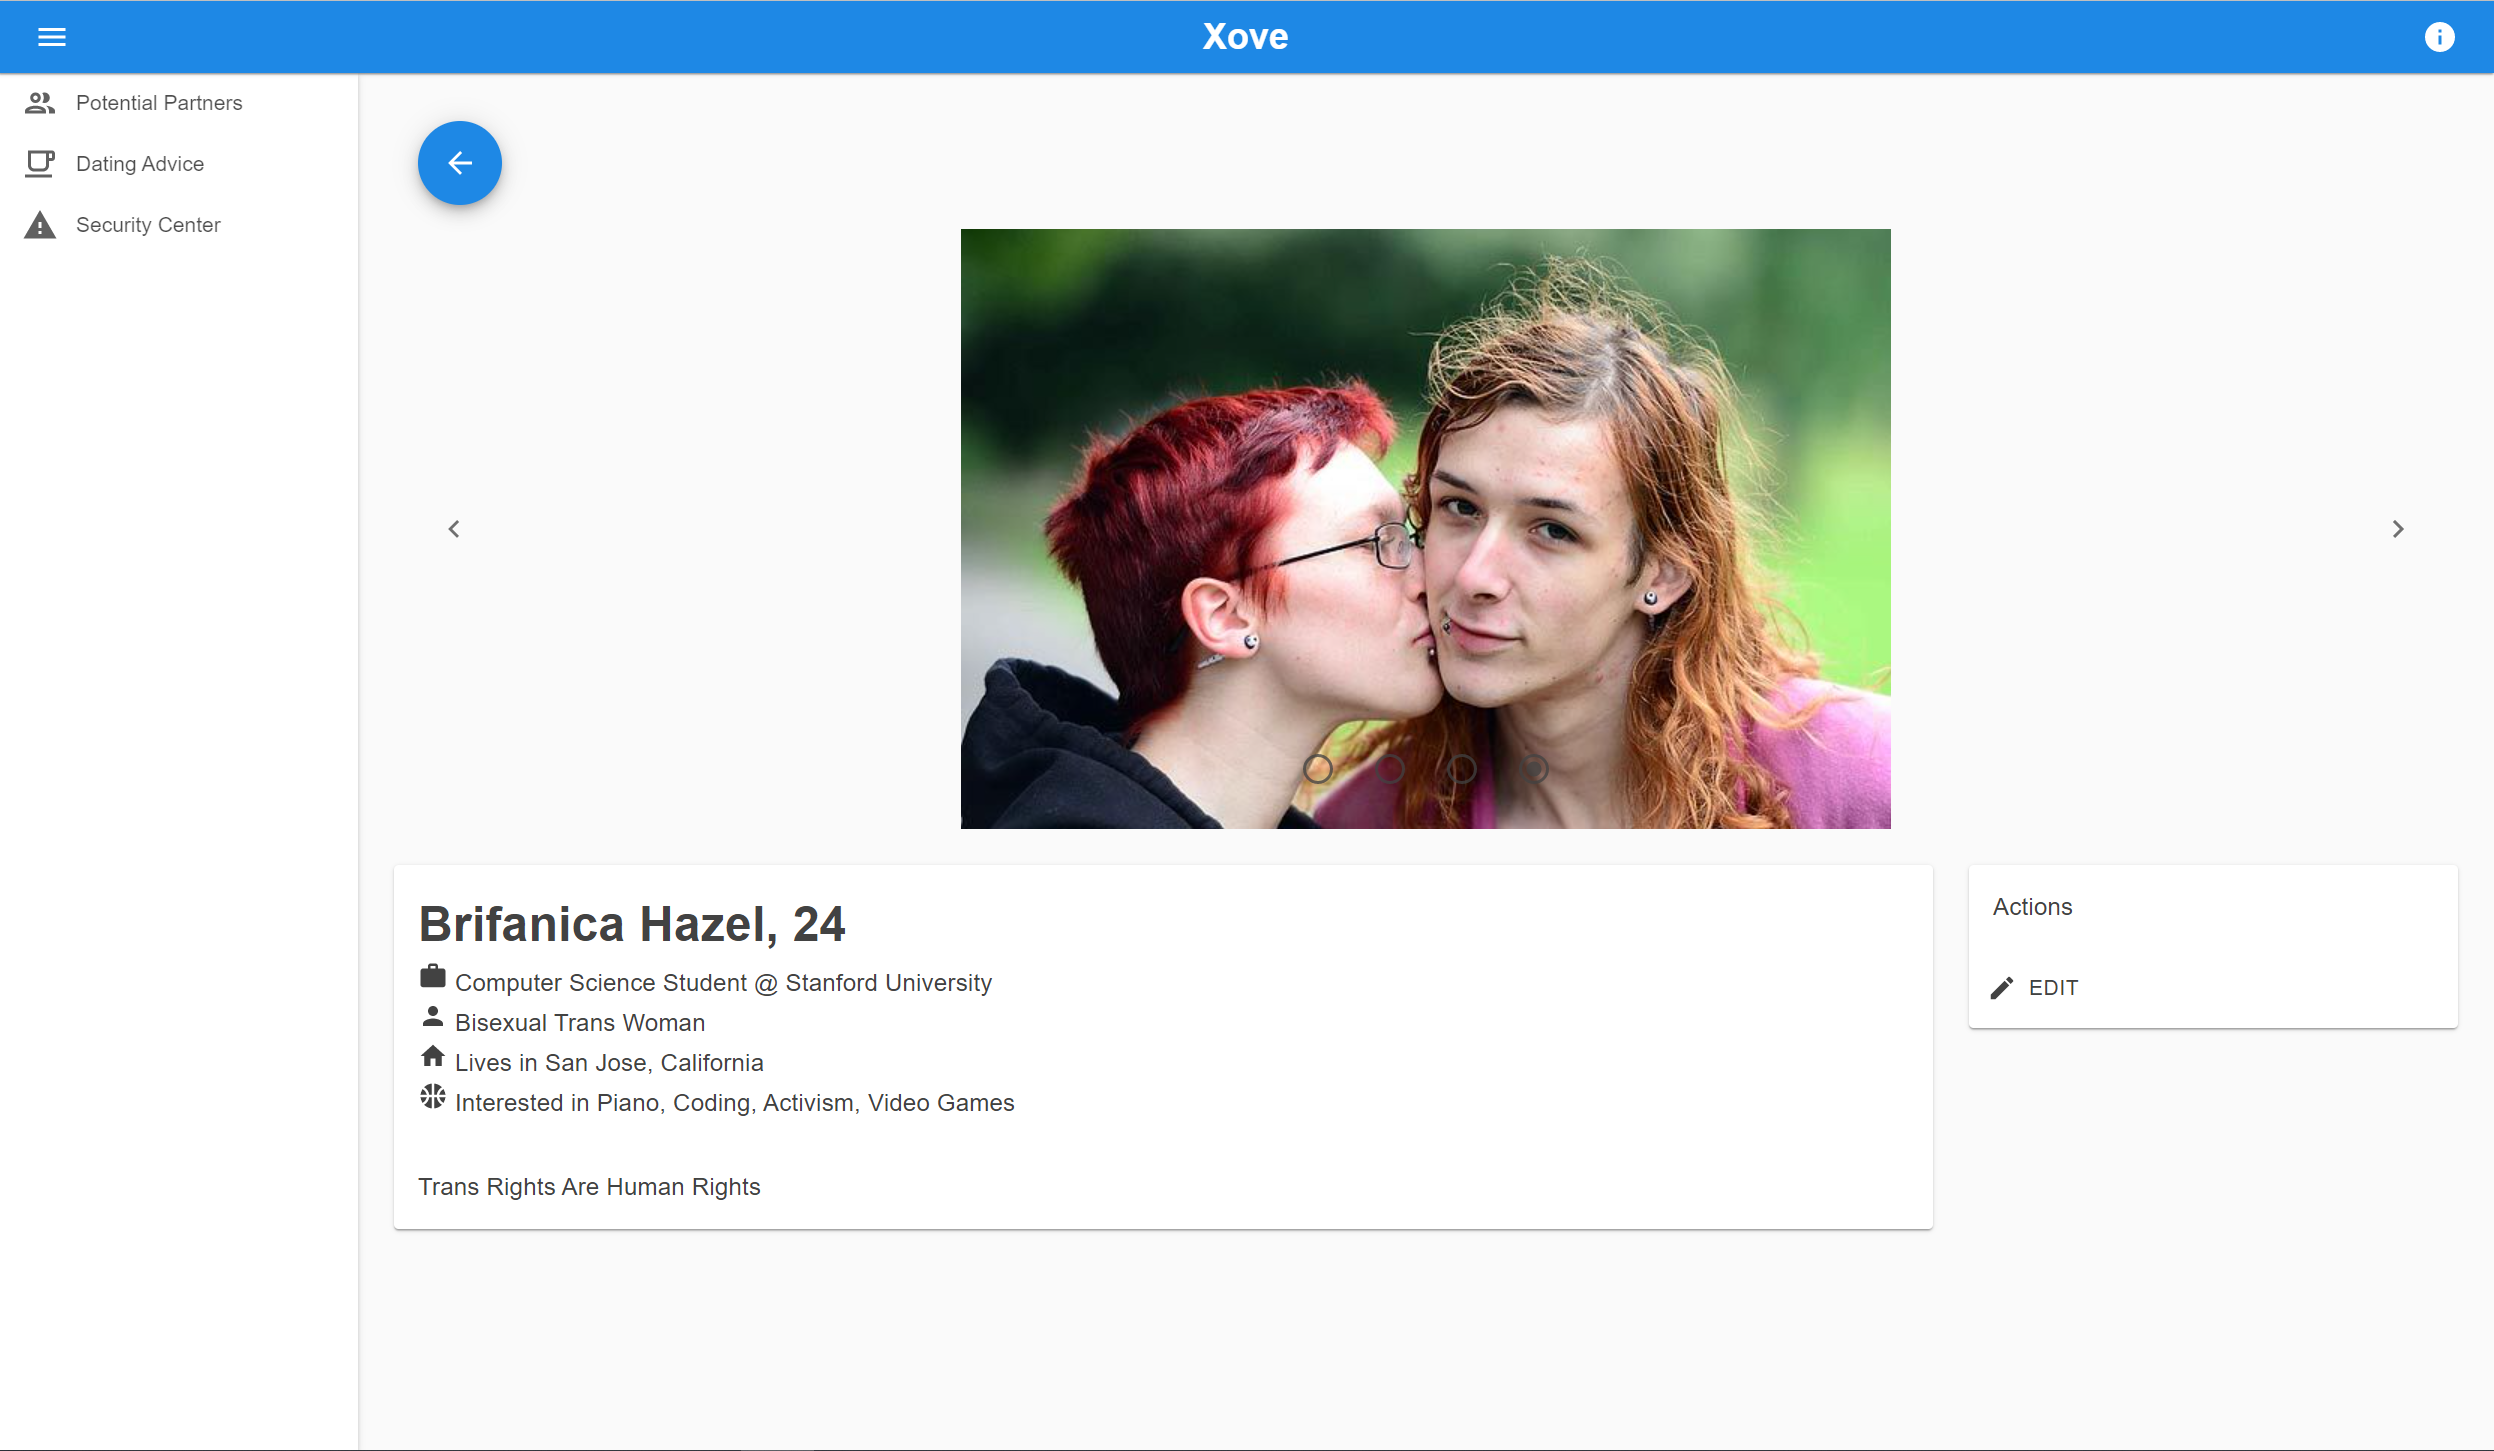 Xove
Potential Partners
Dating Advice
Security Center
Brifanica Hazel, 24
Computer Science Student @ Stanford University
Bisexual Trans Woman
Lives in San Jose, California
Interested in Piano, Coding, Activism, Video Games
Trans Rights Are Human Rights
Actions
EDIT